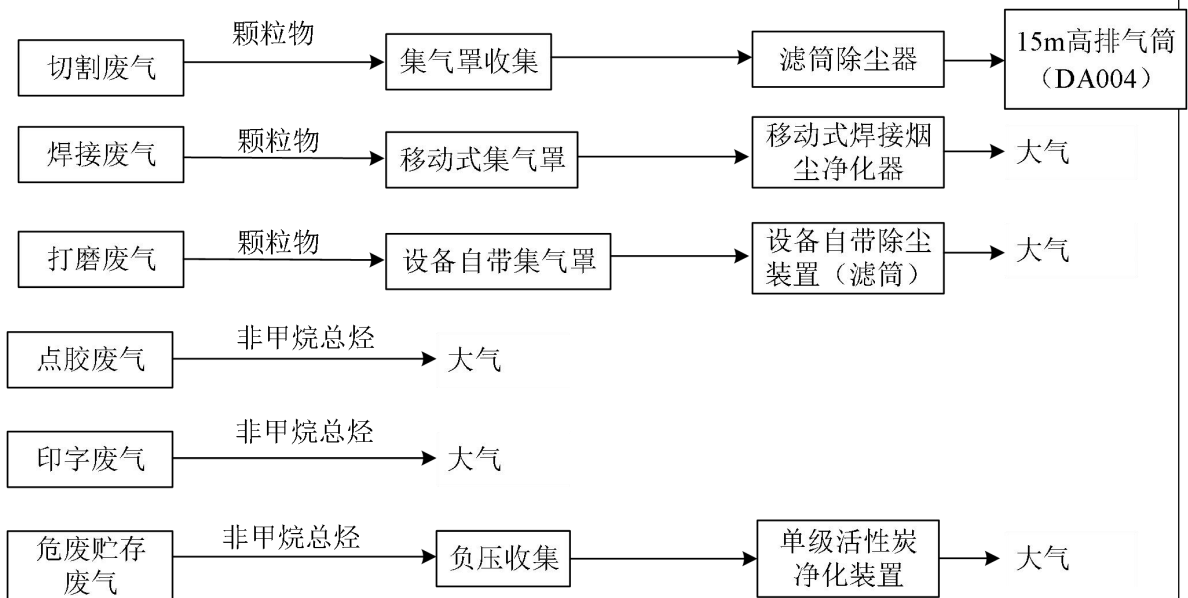 颗粒物
切割废气
集气罩收集
滤筒除尘器
15m高排气筒
（DA004）
颗粒物
焊接废气
移动式集气罩
移动式焊接烟
尘净化器
大气
颗粒物
打磨废气
设备自带集气罩
设备自带除尘
装置（滤筒）
大气
非甲烷总烃
点胶废气
大气
非甲烷总烃
印字废气
大气
非甲烷总烃
危废贮存
废气
负压收集
单级活性炭
净化装置
大气